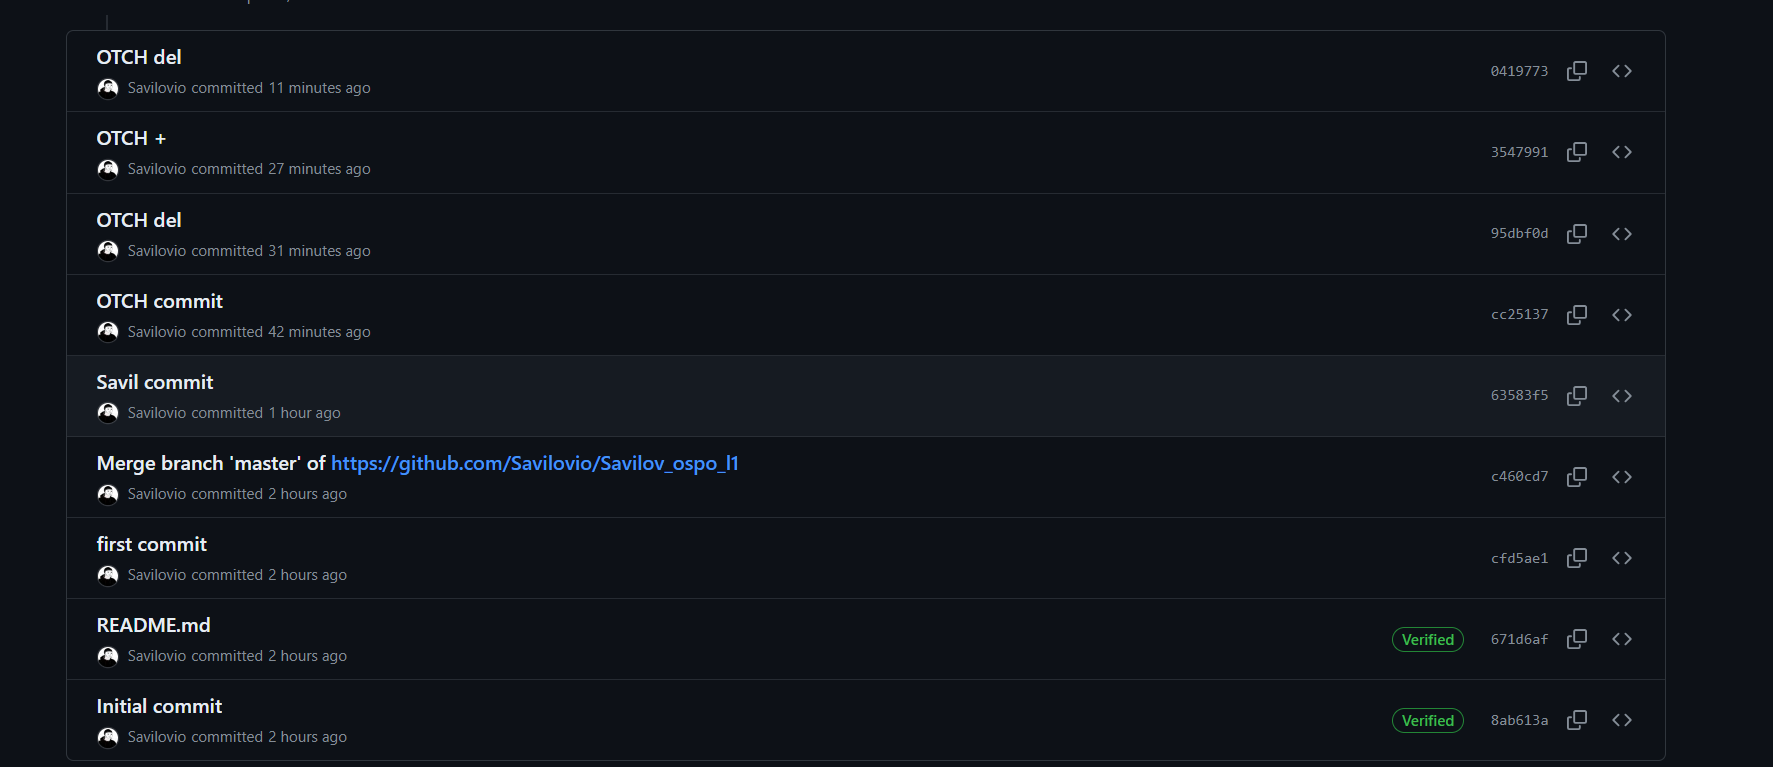 OTCH del
Savilovio committed 11 minutes ago
0419773
OTCH +
Savilovio committed 27 minutes ago
3547991
OTCH del
Savilovio committed 31 minutes ago
95dbf0d
OTCH commit
Savilovio committed 42 minutes ago
cc25137
Savil commit
Savilovio committed 1 hour ago
63583f5
Merge branch 'master' of https://github.com/Savilovio/Savilov_ospo_l1
Savilovio committed 2 hours ago
c460cd7
first commit
Savilovio committed 2 hours ago
cfd5ae1
README.md
Savilovio committed 2 hours ago
Verified 671d6af
Initial commit
Savilovio committed 2 hours ago
Verified 8ab613a